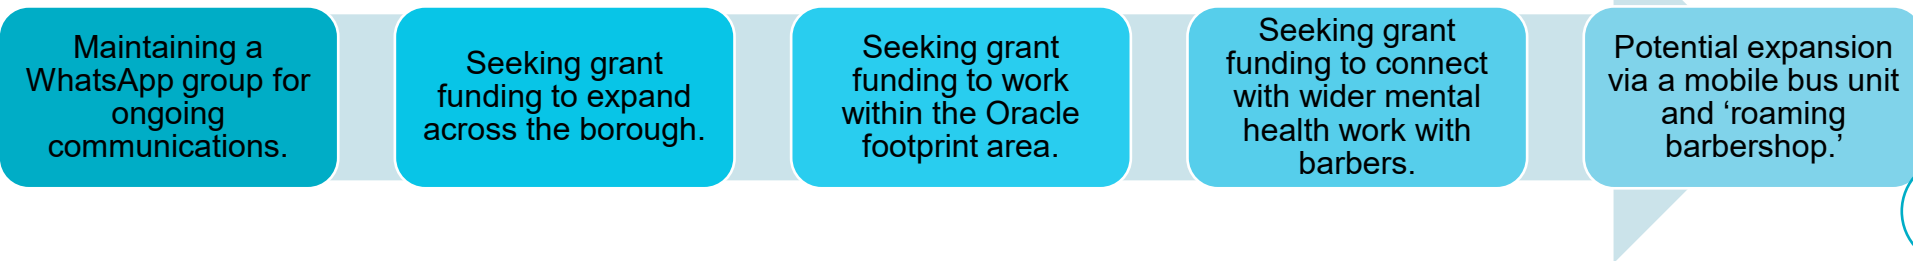 Maintaining a
WhatsApp group for
ongoing
communications.
Seeking grant
funding to expand
across the borough.
Seeking grant
funding to work
within the Oracle
footprint area.
Seeking grant
funding to connect
with wider mental
health work with
barbers.
Potential expansion
via a mobile bus unit
and ‘roaming
barbershop.’